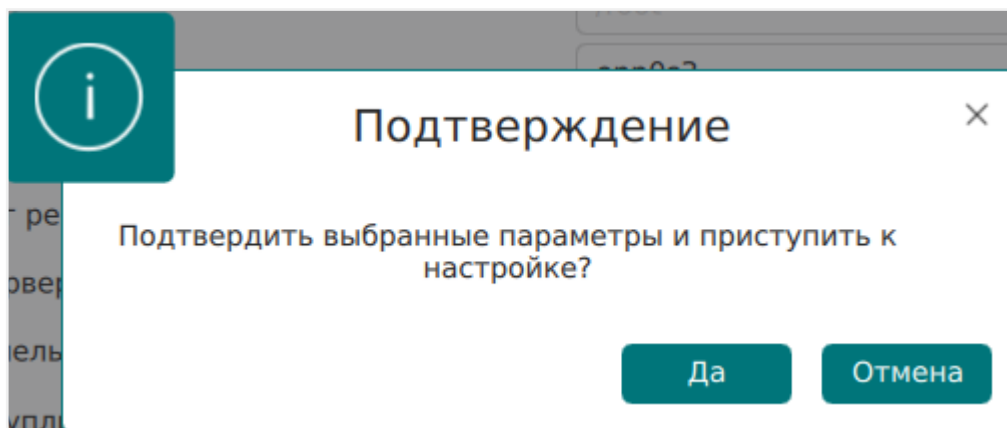 Подтверждение
Подтвердить выбранные параметры и приступить к
настройке?
Да
Отмена